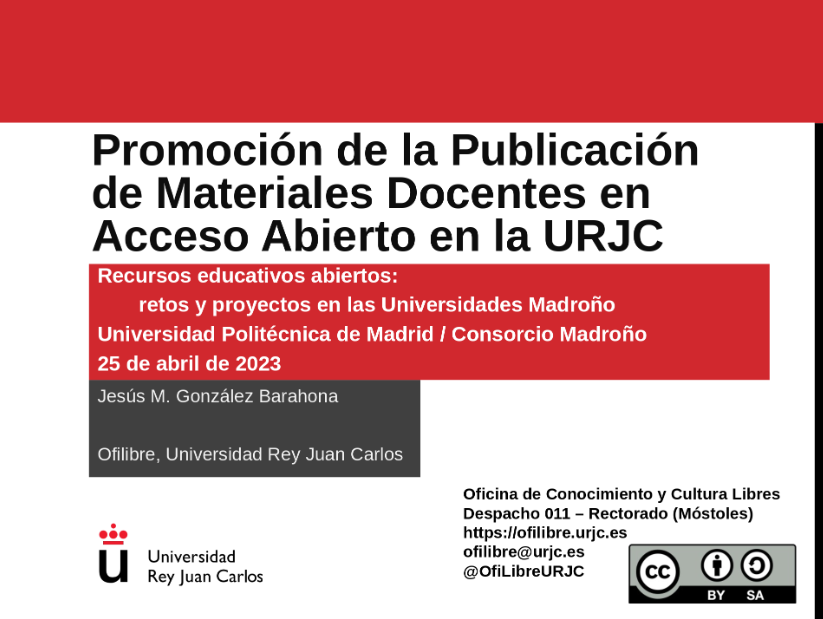 Promoción de la Publicación
de Materiales Docentes en
Acceso Abierto en la URJC
Recursos educativos abiertos:
retos y proyectos en las Universidades Madroño
Universidad Politécnica de Madrid / Consorcio Madroño
25 de abril de 2023
Jesús M. González Barahona
Ofilibre, Universidad Rey Juan Carlos
Oficina de Conocimiento y Cultura Libres
Despacho 011 – Rectorado (Móstoles)
https://ofilibre.urjc.es
ofilibre@urjc.es
@OfiLibreURJC
u
Universidad
Rey Juan Carlos
cc
BY SA